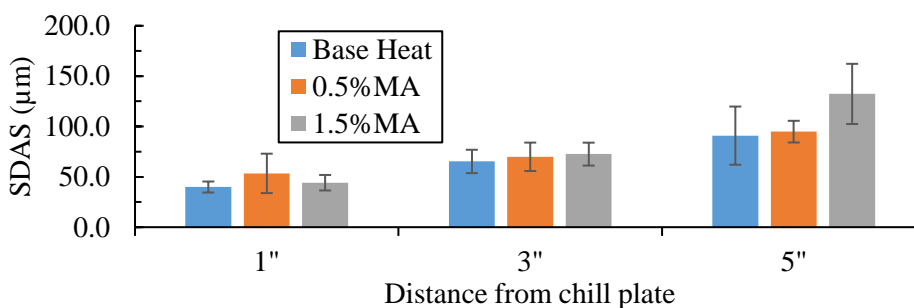 200.0
150.0
100.0
50.0
0.0
SDAS (µm)
Base Heat
0.5%MA
1.5%MA
1" 3" 5"
Distance from chill plate